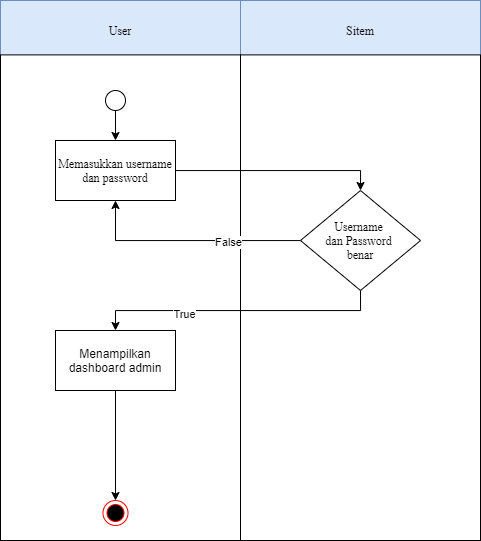 User
Sitem
Memasukkan username
dan password
Username
dan Password
benar
False
True
Menampilkan
dashboard admin